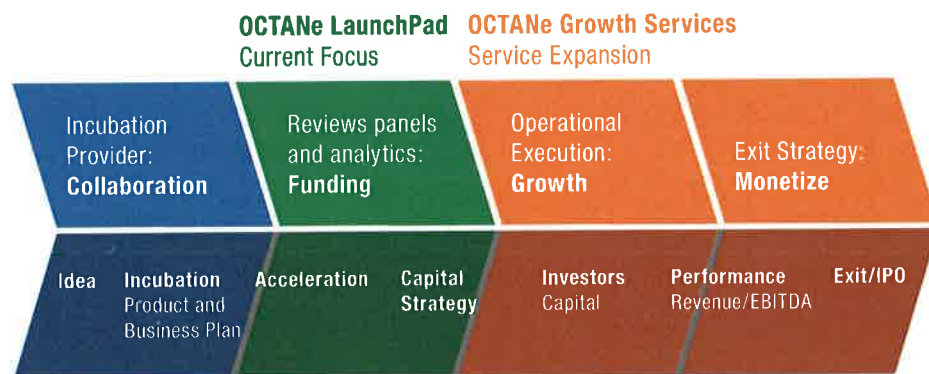 OCTANe LaunchPad
Current Focus
OCTANe Growth Services
Service Expansion
Incubation
Provider:
Collaboration
Reviews panels
and analytics:
Funding
Operational
Execution:
Growth
Exit Strategy:
Monetize
Idea
Incubation
Product and
Business Plan
Acceleration
Capital
Strategy
Investors
Capital
Performance
Revenue/EBITDA
Exit/IPO